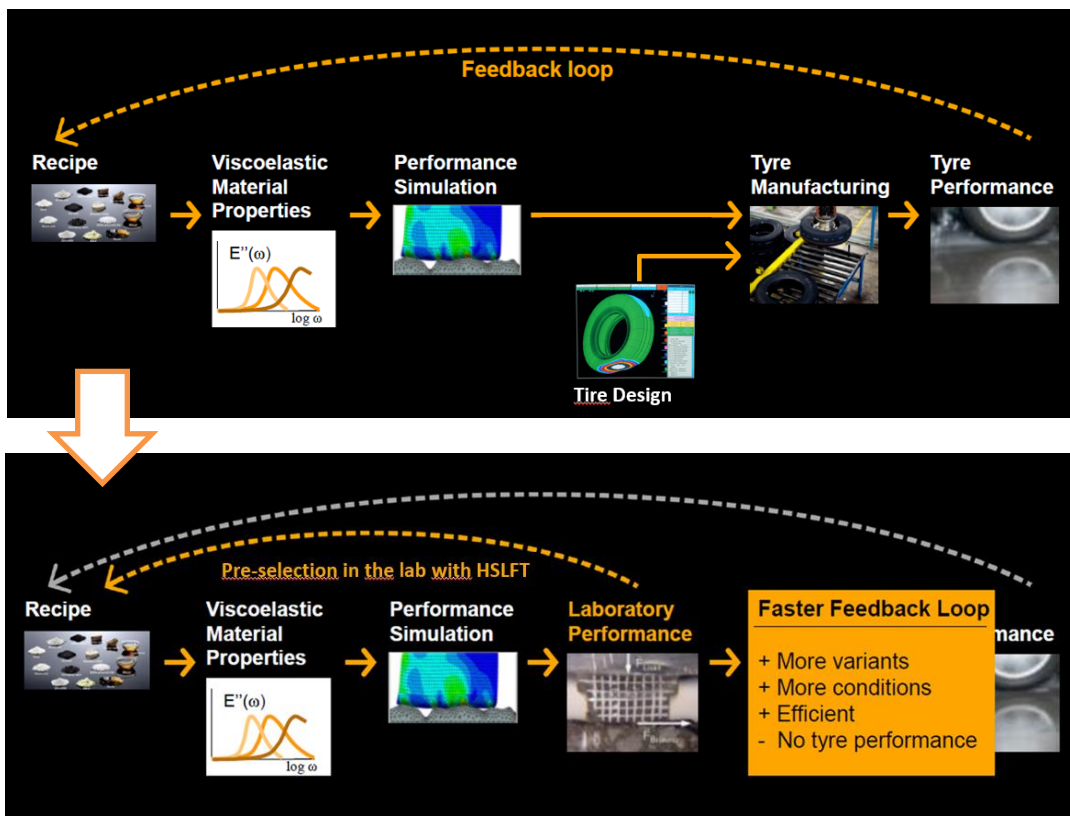 Feedback loop
Recipe
Viscoelastic
Material
Properties
Performance
Simulation
Tyre
Manufacturing
Tyre
Performance
E''(ω)
log ω
Tire Design
Pre-selection in the lab with HSLFT
Recipe
Viscoelastic
Material
Properties
Performance
Simulation
Laboratory
Performance
Faster Feedback Loop
mance
+ More variants
+ More conditions
+ Efficient
- No tyre performance
E''(ω)
log ω